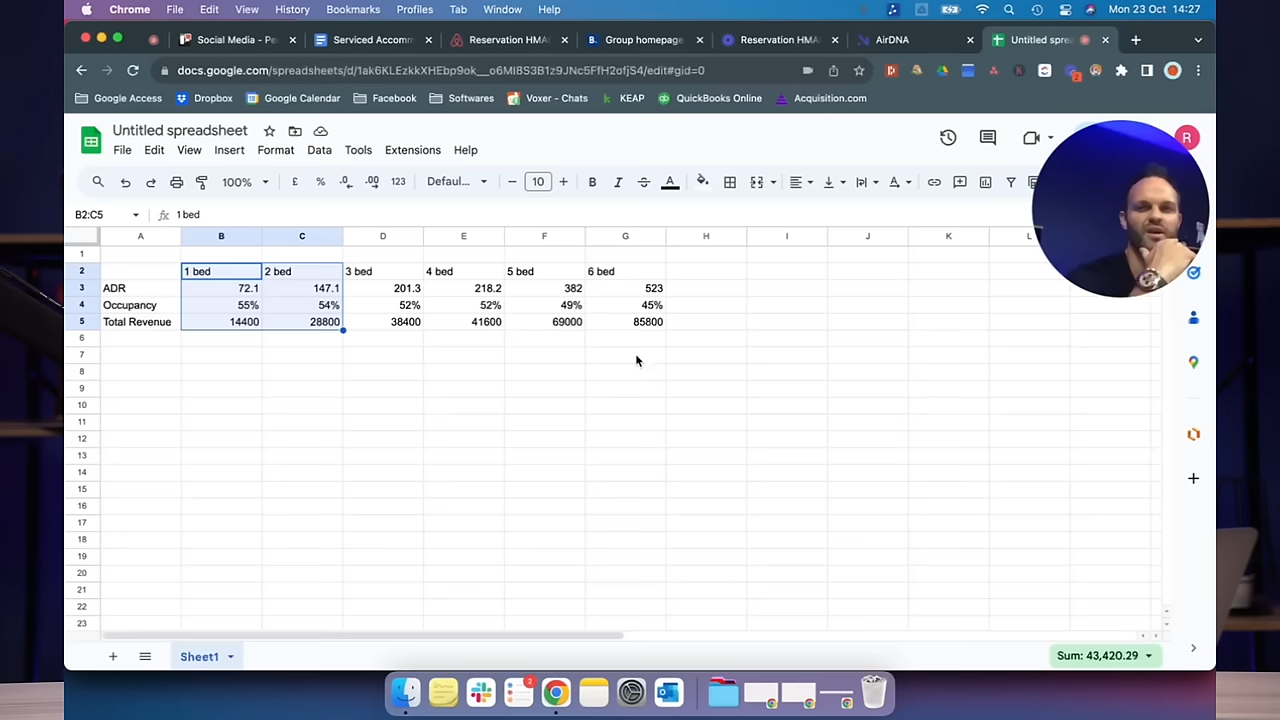 Chrome File Edit View History Bookmarks Profiles Tab Window Help Mon 23 Oct 14:27
Social Media - Pe Serviced Accomm Reservation HMA Group homepage Reservation HMA AirDNA Untitled spreads
docs.google.com/spreadsheets/d/1ak6KLEzkkXHEbp9ok__o6MI8S3B1z9JNc5FfH2ofjS4/edit#gid=0
Google Access Dropbox Google Calendar Facebook Softwares Voxer - Chats KEAP QuickBooks Online Acquisition.com
Untitled spreadsheet
File Edit View Insert Format Data Tools Extensions Help
R
100% £ % .0 .00 123 Defaul... 10 B I S A
B2:C5 fx 1 bed
A B C D E F G H I J K L
1
2 1 bed 2 bed 3 bed 4 bed 5 bed 6 bed
3 ADR 72.1 147.1 201.3 218.2 382 523
4 Occupancy 55% 54% 52% 52% 49% 45%
5 Total Revenue 14400 28800 38400 41600 69000 85800
6
7
8
9
10
11
12
13
14
15
16
17
18
19
20
21
22
23
Sheet1 Sum: 43,420.29
2